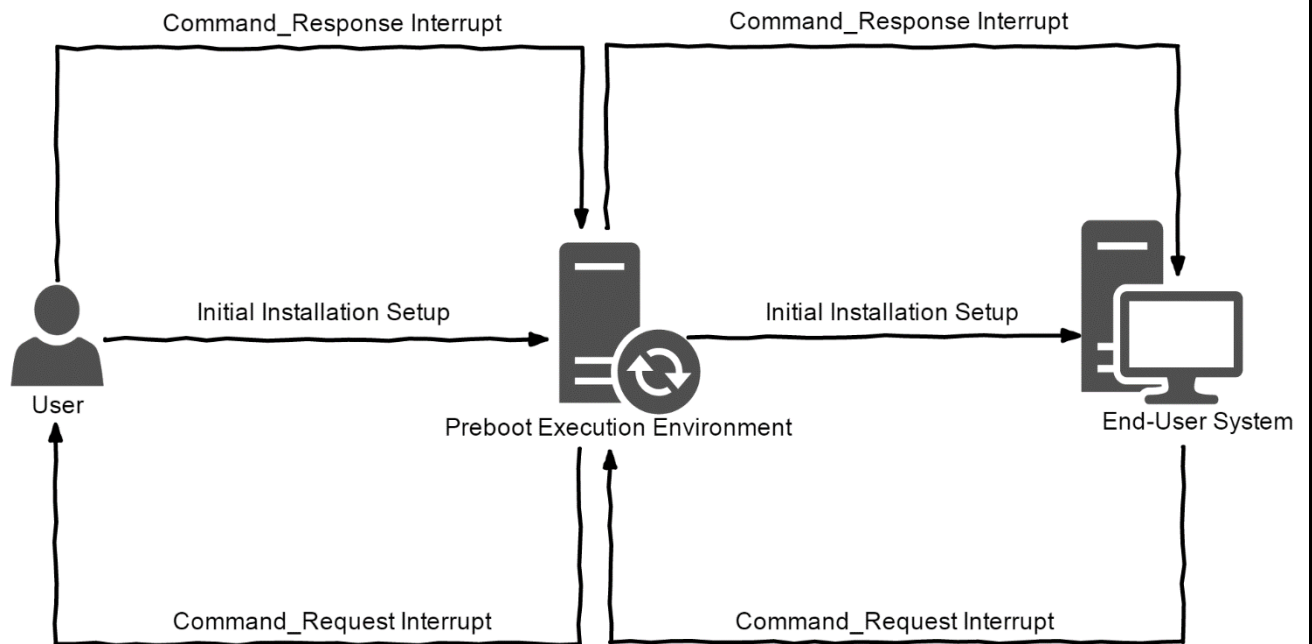 Command_Response Interrupt
Command_Response Interrupt
Initial Installation Setup
Initial Installation Setup
User
Preboot Execution Environment
End-User System
Command_Request Interrupt
Command_Request Interrupt